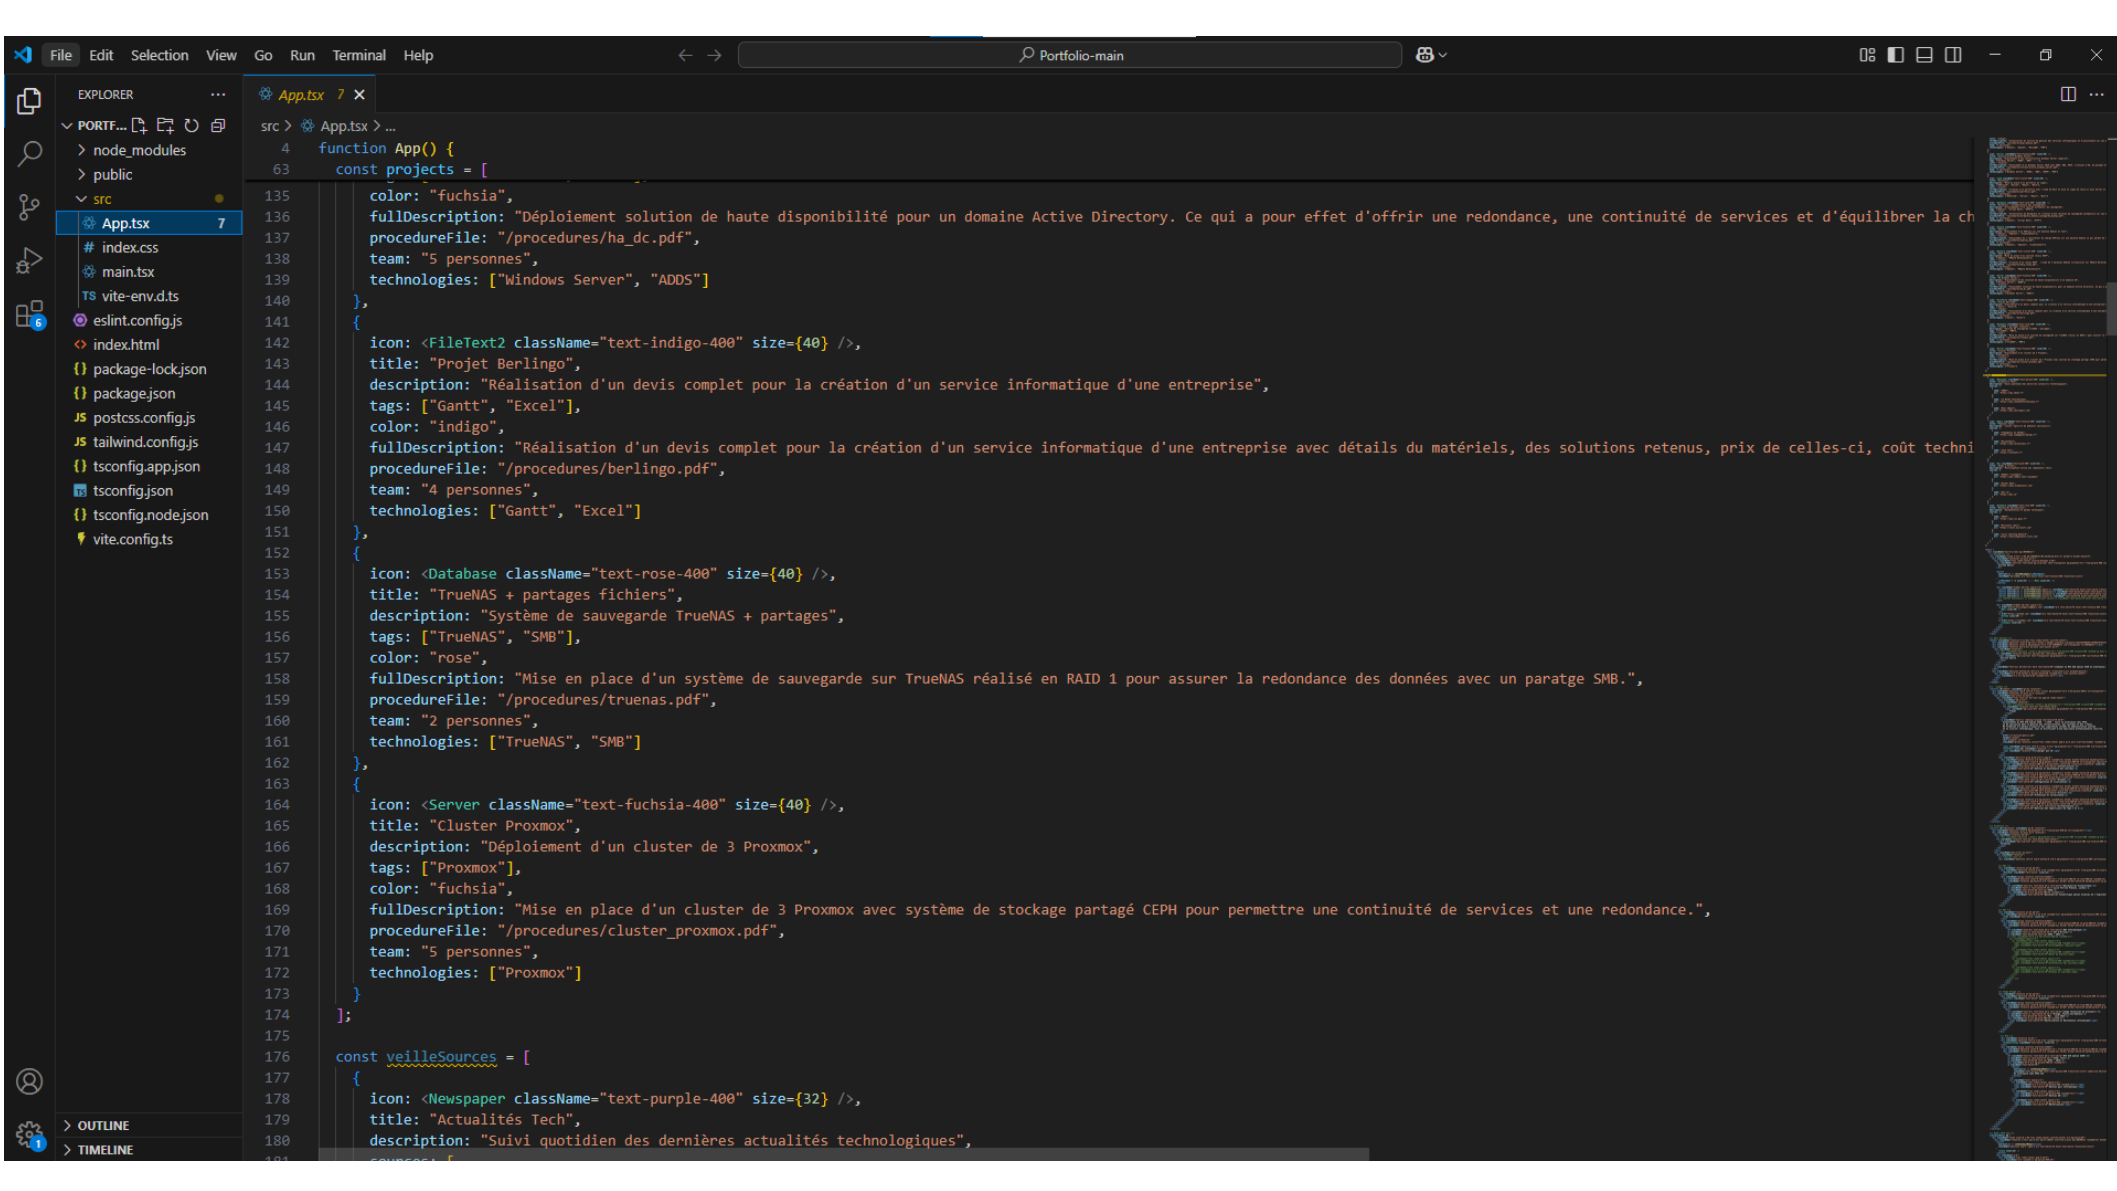 File Edit Selection View Go Run Terminal Help
Portfolio-main
EXPLORER
App.tsx 7
PORTF...
src > App.tsx > ...
node_modules
public
src
App.tsx 7
index.css
main.tsx
TS vite-env.d.ts
eslint.config.js
index.html
{} package-lock.json
{} package.json
JS postcss.config.js
JS tailwind.config.js
{} tsconfig.app.json
TS tsconfig.json
{} tsconfig.node.json
vite.config.ts
6
1
OUTLINE
TIMELINE
4 function App() {
63 const projects = [
135 color: "fuchsia",
136 fullDescription: "Déploiement solution de haute disponibilité pour un domaine Active Directory. Ce qui a pour effet d'offrir une redondance, une continuité de services et d'équilibrer la ch
137 procedureFile: "/procedures/ha_dc.pdf",
138 team: "5 personnes",
139 technologies: ["Windows Server", "ADDS"]
140 },
141 {
142 icon: <FileText2 className="text-indigo-400" size={40} />,
143 title: "Projet Berlingo",
144 description: "Réalisation d'un devis complet pour la création d'un service informatique d'une entreprise",
145 tags: ["Gantt", "Excel"],
146 color: "indigo",
147 fullDescription: "Réalisation d'un devis complet pour la création d'un service informatique d'une entreprise avec détails du matériels, des solutions retenus, prix de celles-ci, coût techni
148 procedureFile: "/procedures/berlingo.pdf",
149 team: "4 personnes",
150 technologies: ["Gantt", "Excel"]
151 },
152 {
153 icon: <Database className="text-rose-400" size={40} />,
154 title: "TrueNAS + partages fichiers",
155 description: "Système de sauvegarde TrueNAS + partages",
156 tags: ["TrueNAS", "SMB"],
157 color: "rose",
158 fullDescription: "Mise en place d'un système de sauvegarde sur TrueNAS réalisé en RAID 1 pour assurer la redondance des données avec un paratge SMB.",
159 procedureFile: "/procedures/truenas.pdf",
160 team: "2 personnes",
161 technologies: ["TrueNAS", "SMB"]
162 },
163 {
164 icon: <Server className="text-fuchsia-400" size={40} />,
165 title: "Cluster Proxmox",
166 description: "Déploiement d'un cluster de 3 Proxmox",
167 tags: ["Proxmox"],
168 color: "fuchsia",
169 fullDescription: "Mise en place d'un cluster de 3 Proxmox avec système de stockage partagé CEPH pour permettre une continuité de services et une redondance.",
170 procedureFile: "/procedures/cluster_proxmox.pdf",
171 team: "5 personnes",
172 technologies: ["Proxmox"]
173 }
174 ];
175
176 const veilleSources = [
177 {
178 icon: <Newspaper className="text-purple-400" size={32} />,
179 title: "Actualités Tech",
180 description: "Suivi quotidien des dernières actualités technologiques",